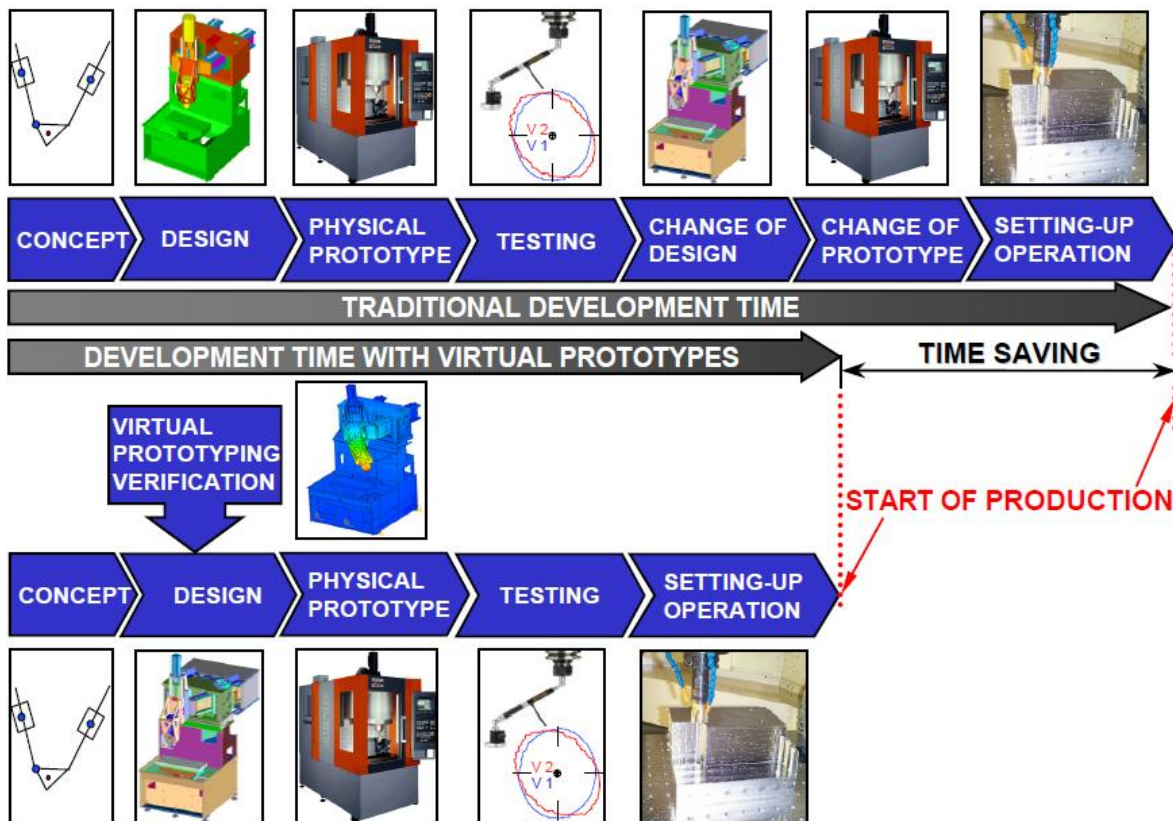 V 2
V 1
CONCEPT
DESIGN
PHYSICAL
PROTOTYPE
TESTING
CHANGE OF
DESIGN
CHANGE OF
PROTOTYPE
SETTING-UP
OPERATION
TRADITIONAL DEVELOPMENT TIME
DEVELOPMENT TIME WITH VIRTUAL PROTOTYPES
TIME SAVING
VIRTUAL
PROTOTYPING
VERIFICATION
START OF PRODUCTION
CONCEPT
DESIGN
PHYSICAL
PROTOTYPE
TESTING
SETTING-UP
OPERATION
V 2
V 1